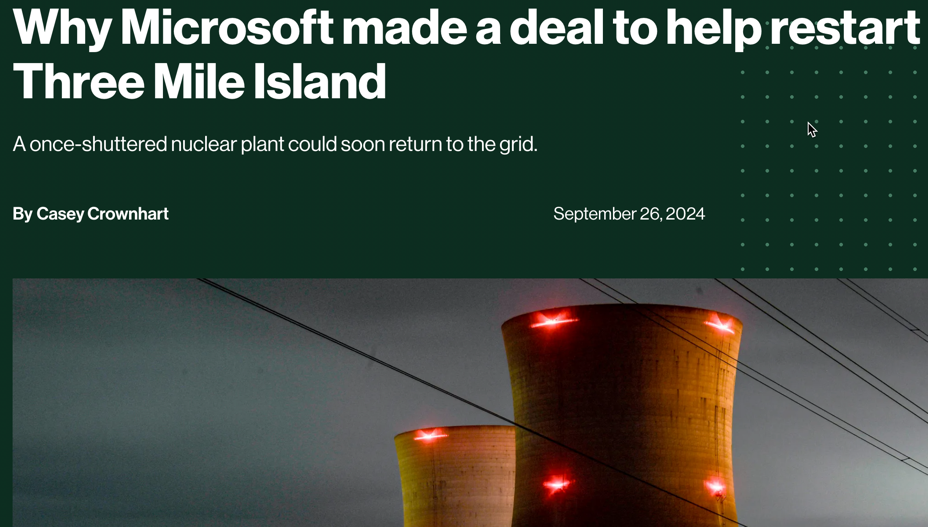 Why Microsoft made a deal to help restart
Three Mile Island
A once-shuttered nuclear plant could soon return to the grid.
By Casey Crownhart
September 26, 2024